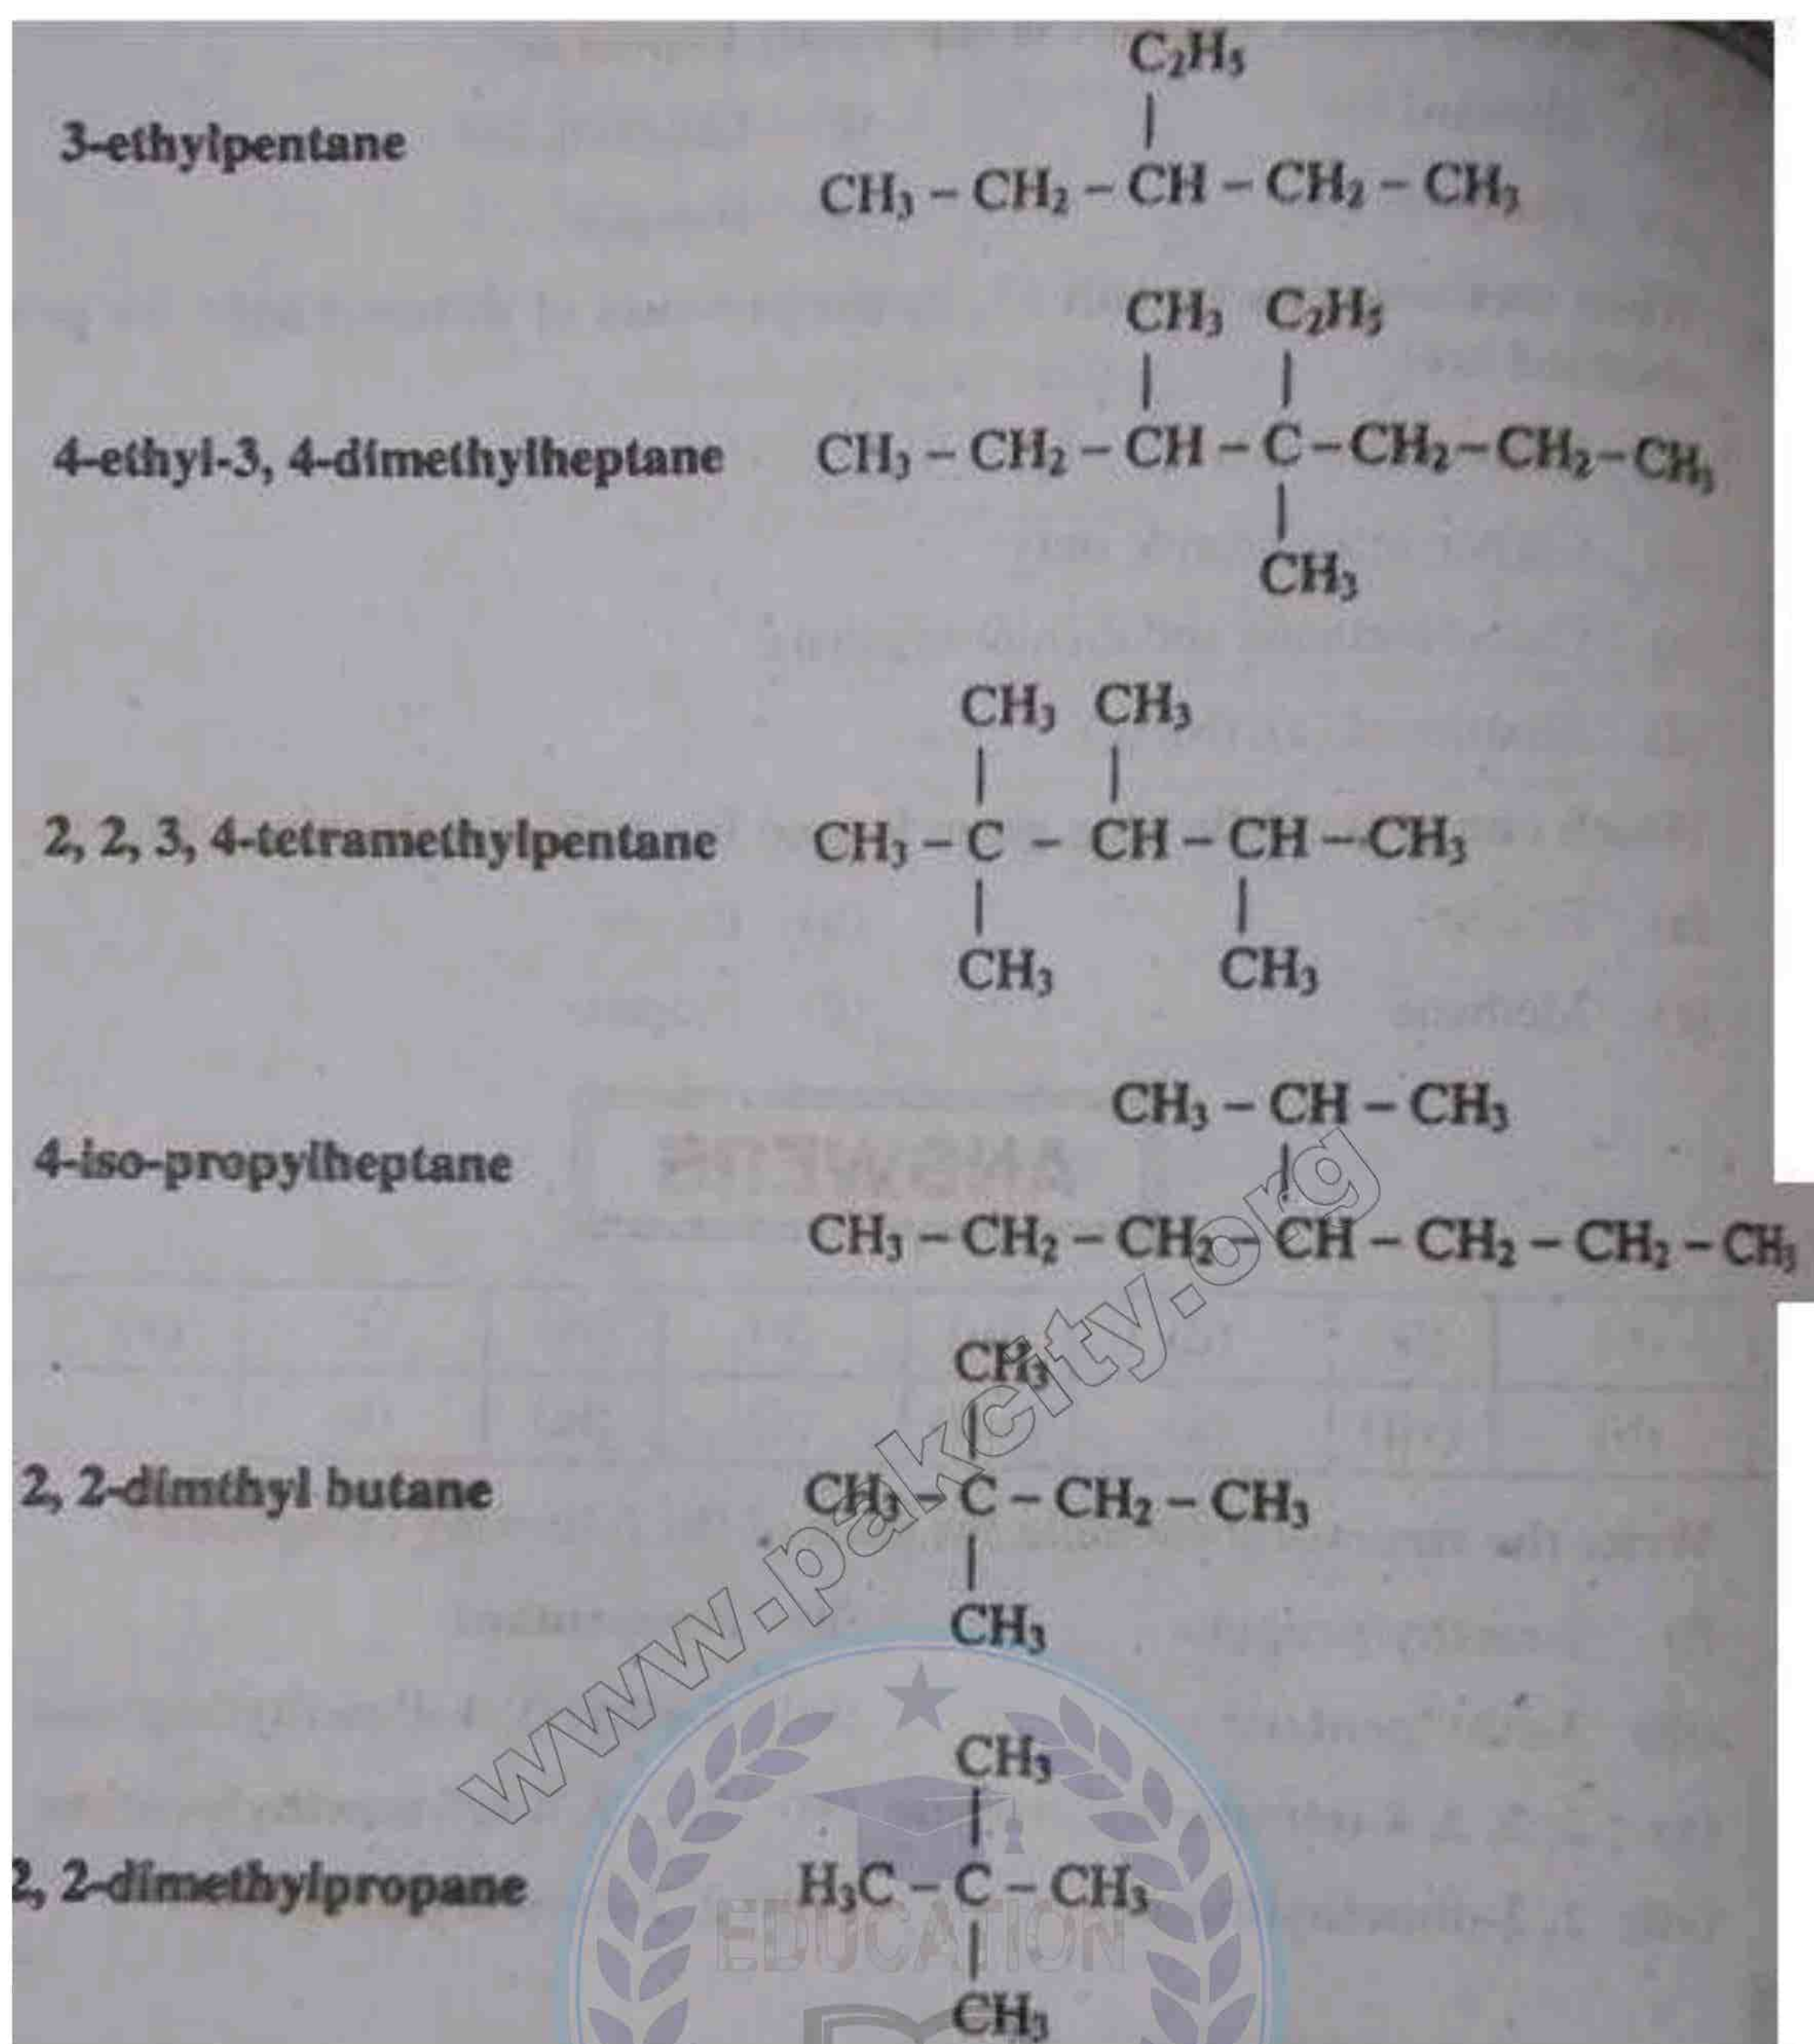 C₂H₅
|
3-ethylpentane
CH₃ – CH₂ – CH – CH₂ – CH₃
CH₃ C₂H₅
| |
4-ethyl-3, 4-dimethylheptane CH₃ – CH₂ – CH – C – CH₂ – CH₂ – CH₃
|
CH₃
CH₃ CH₃
| |
2, 2, 3, 4-tetramethylpentane CH₃ – C – CH – CH – CH₃
| |
CH₃ CH₃
CH₃ – CH – CH₃
4-iso-propylheptane |
CH₃ – CH₂ – CH₂ – CH – CH₂ – CH₂ – CH₃
CH₃
|
2, 2-dimthyl butane CH₃ – C – CH₂ – CH₃
|
CH₃
CH₃
|
2, 2-dimethylpropane H₃C – C – CH₃
|
CH₃
www.pakcity.org
EDUCATION